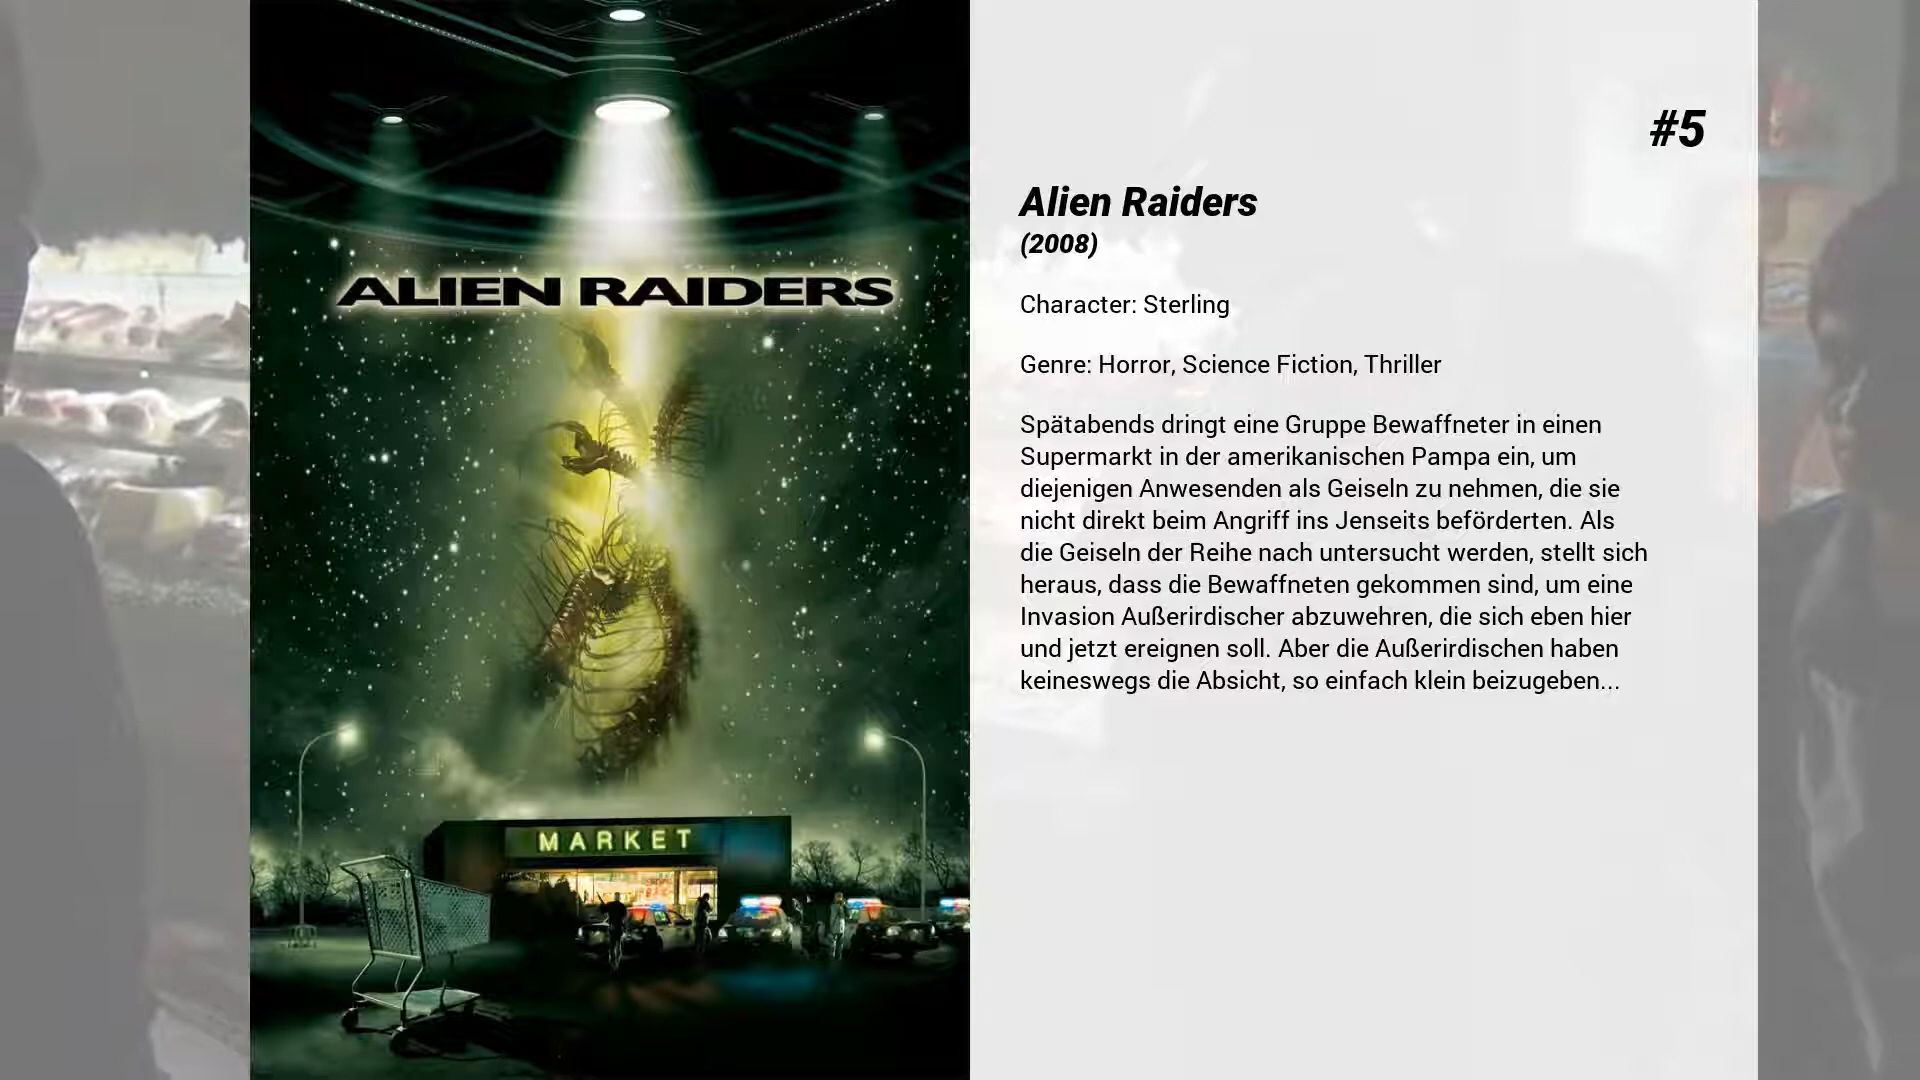 ALIEN RAIDERS
MARKET
#5
Alien Raiders
(2008)
Character: Sterling
Genre: Horror, Science Fiction, Thriller
Spätabends dringt eine Gruppe Bewaffneter in einen
Supermarkt in der amerikanischen Pampa ein, um
diejenigen Anwesenden als Geiseln zu nehmen, die sie
nicht direkt beim Angriff ins Jenseits beförderten. Als
die Geiseln der Reihe nach untersucht werden, stellt sich
heraus, dass die Bewaffneten gekommen sind, um eine
Invasion Außerirdischer abzuwehren, die sich eben hier
und jetzt ereignen soll. Aber die Außerirdischen haben
keineswegs die Absicht, so einfach klein beizugeben...